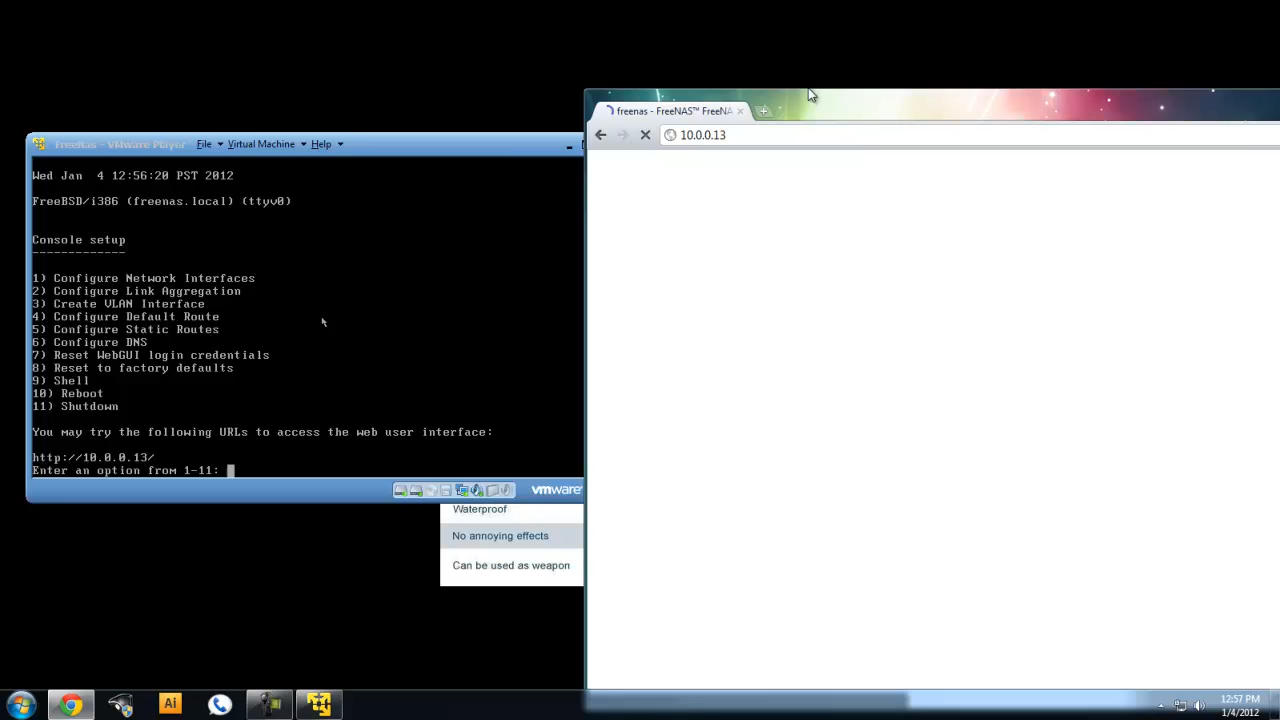 FreeNas - VMware Player File Virtual Machine Help
Wed Jan 4 12:56:20 PST 2012
FreeBSD/i386 (freenas.local) (ttyv0)
Console setup
-------------
1) Configure Network Interfaces
2) Configure Link Aggregation
3) Create VLAN Interface
4) Configure Default Route
5) Configure Static Routes
6) Configure DNS
7) Reset WebGUI login credentials
8) Reset to factory defaults
9) Shell
10) Reboot
11) Shutdown
You may try the following URLs to access the web user interface:
http://10.0.0.13/
Enter an option from 1-11:
vmware
Waterproof
No annoying effects
Can be used as weapon
freenas - FreeNAS™ FreeNA
10.0.0.13
Ai
12:57 PM
1/4/2012